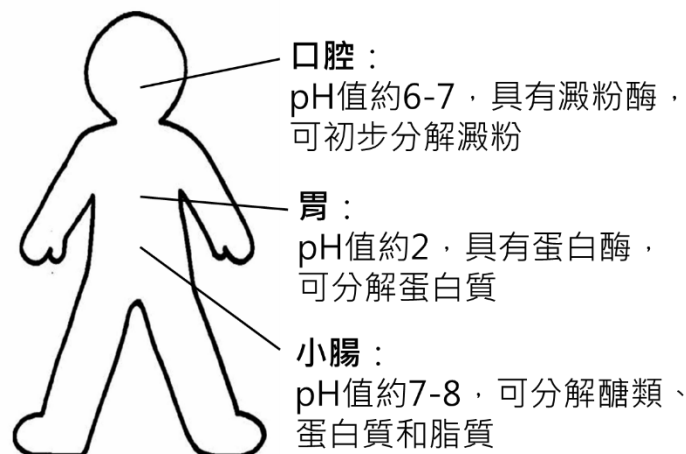 口腔：
pH值約6-7，具有澱粉酶，
可初步分解澱粉
胃：
pH值約2，具有蛋白酶，
可分解蛋白質
小腸：
pH值約7-8，可分解醣類、
蛋白質和脂質